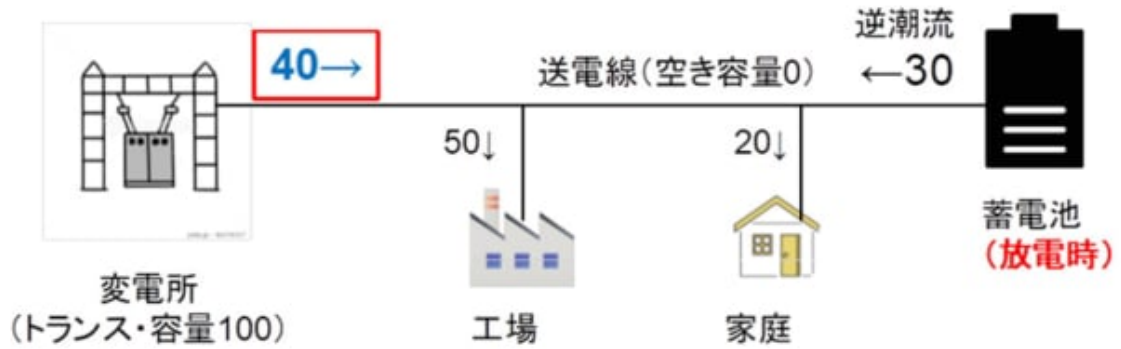 40→
逆潮流
送電線(空き容量0)
←30
50↓
20↓
変電所
(トランス・容量100)
工場
家庭
蓄電池
(放電時)